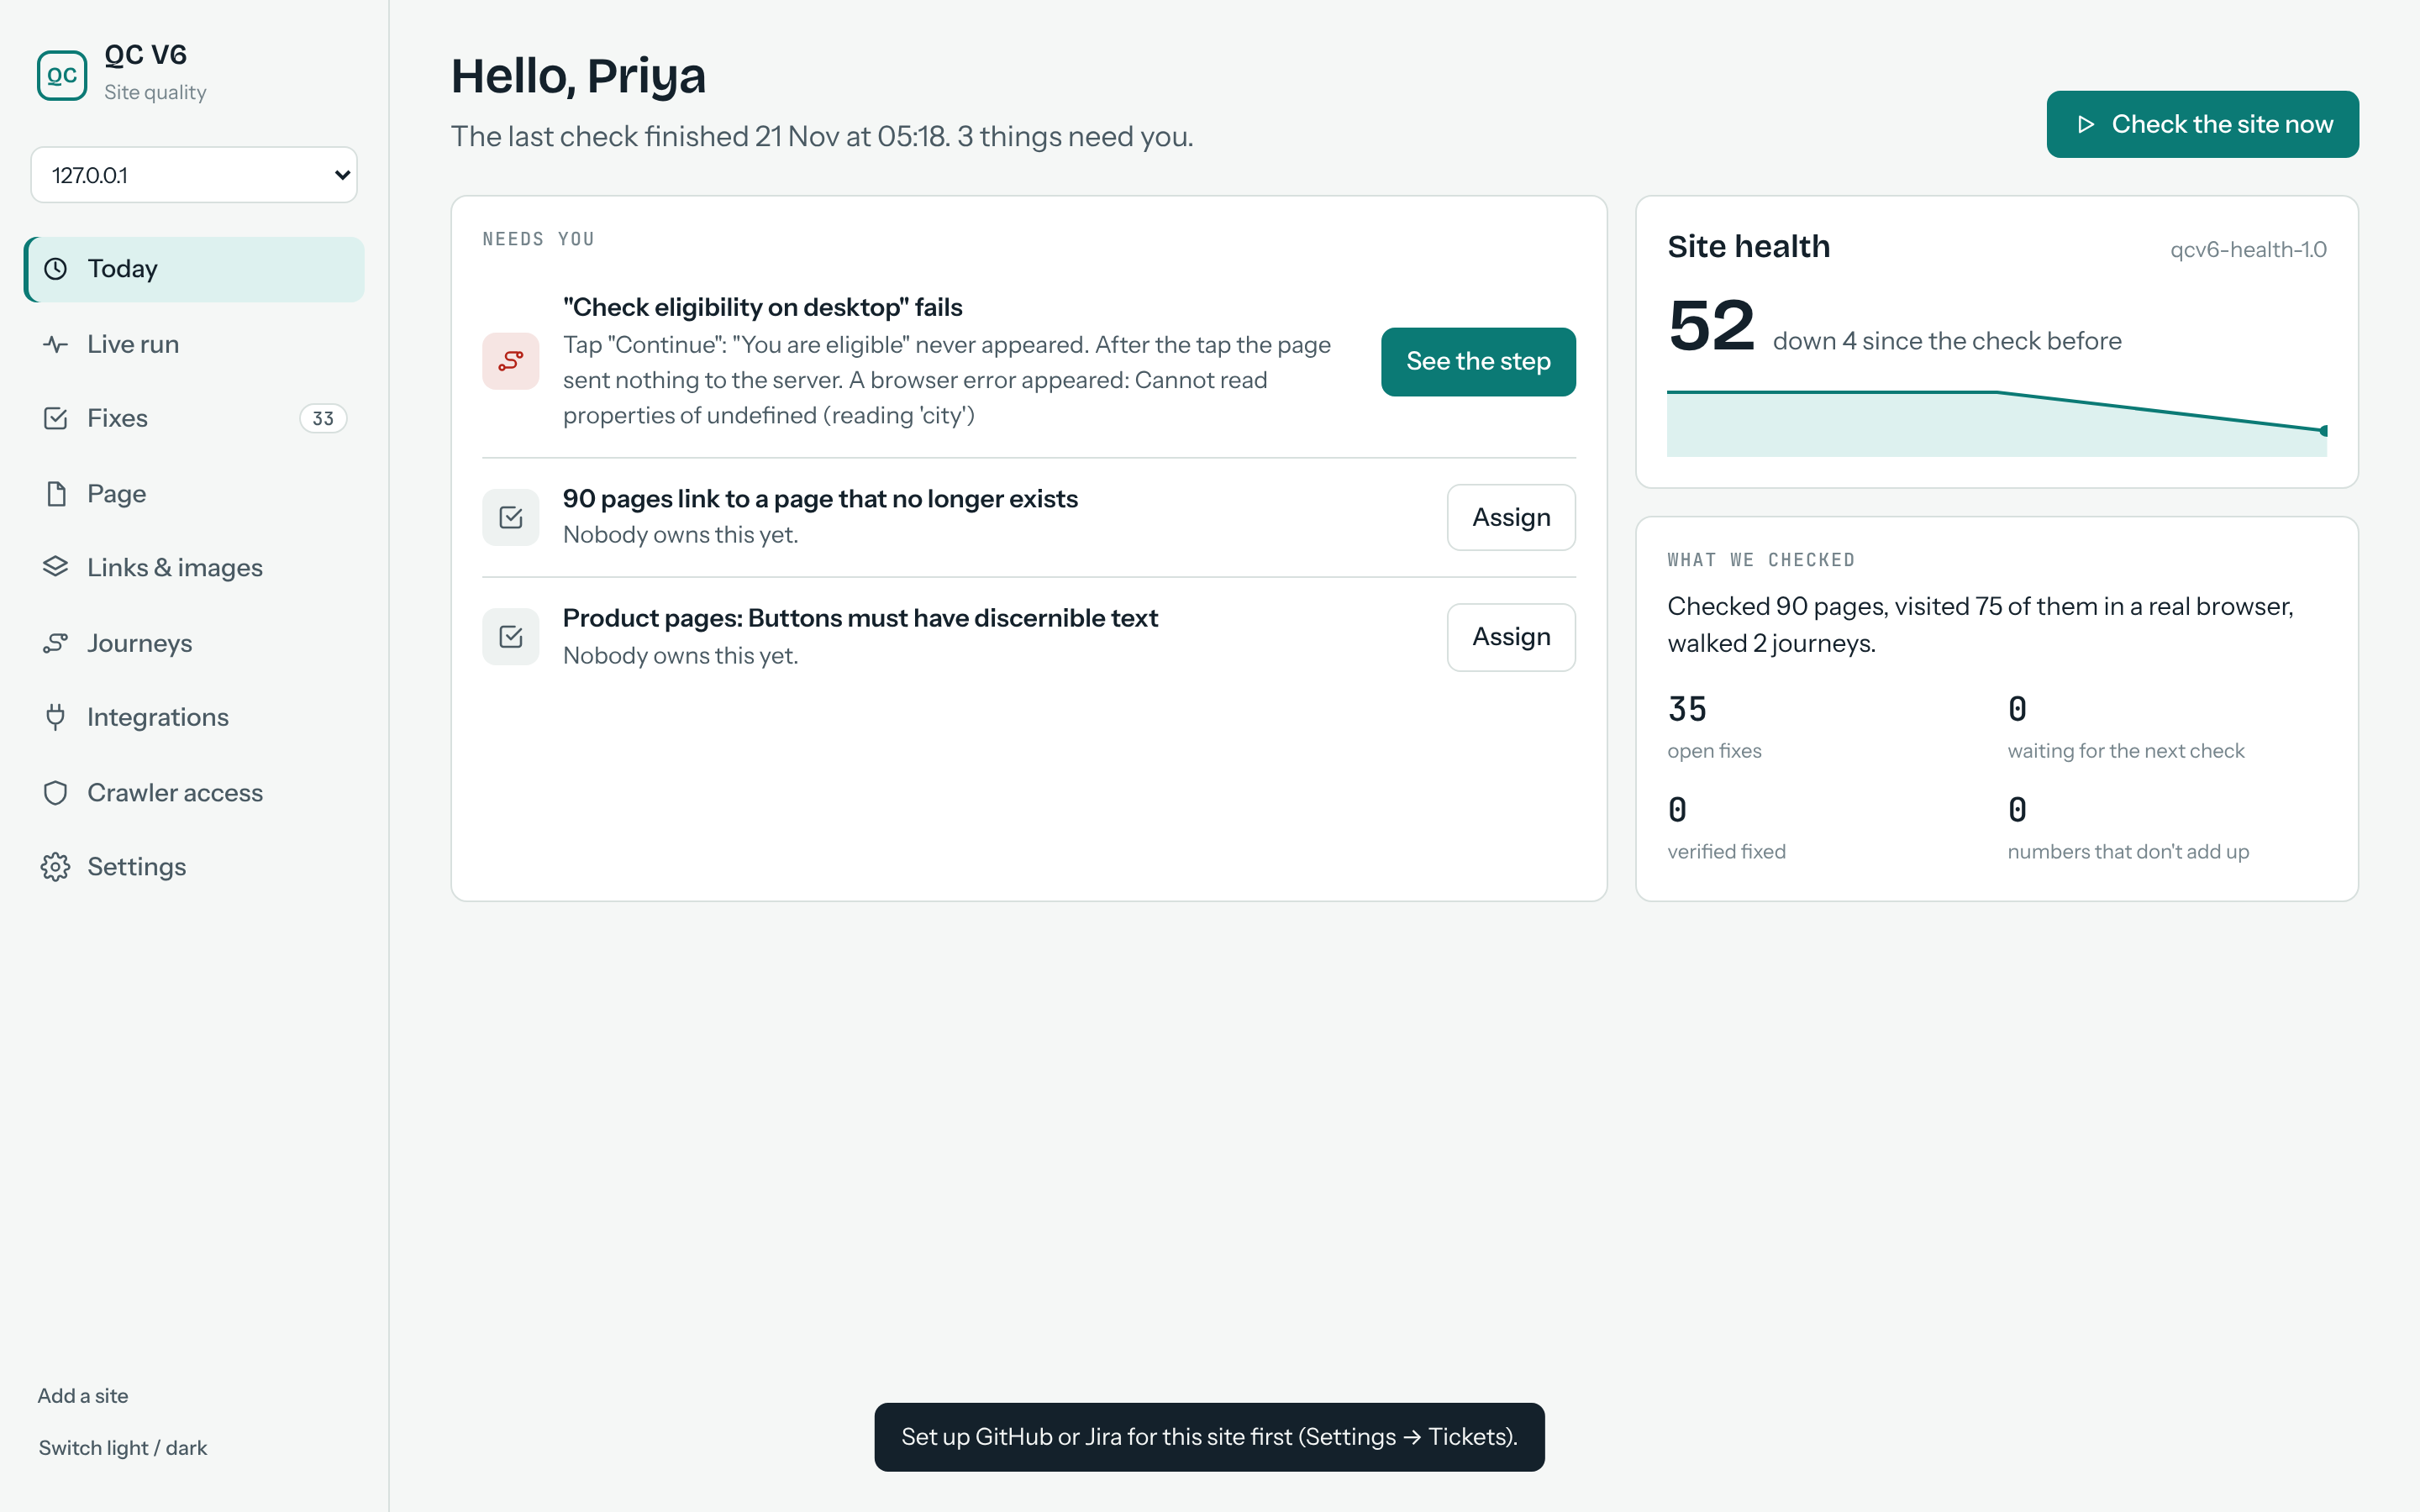 QC
QC V6
Site quality
127.0.0.1
Today
Live run
Fixes
33
Page
Links & images
Journeys
Integrations
Crawler access
Settings
Add a site
Switch light / dark
Hello, Priya
The last check finished 21 Nov at 05:18. 3 things need you.
Check the site now
NEEDS YOU
"Check eligibility on desktop" fails
Tap "Continue": "You are eligible" never appeared. After the tap the page
sent nothing to the server. A browser error appeared: Cannot read
properties of undefined (reading 'city')
See the step
90 pages link to a page that no longer exists
Nobody owns this yet.
Assign
Product pages: Buttons must have discernible text
Nobody owns this yet.
Assign
Site health
qcv6-health-1.0
52
down 4 since the check before
WHAT WE CHECKED
Checked 90 pages, visited 75 of them in a real browser,
walked 2 journeys.
35
open fixes
0
waiting for the next check
0
verified fixed
0
numbers that don't add up
Set up GitHub or Jira for this site first (Settings → Tickets).